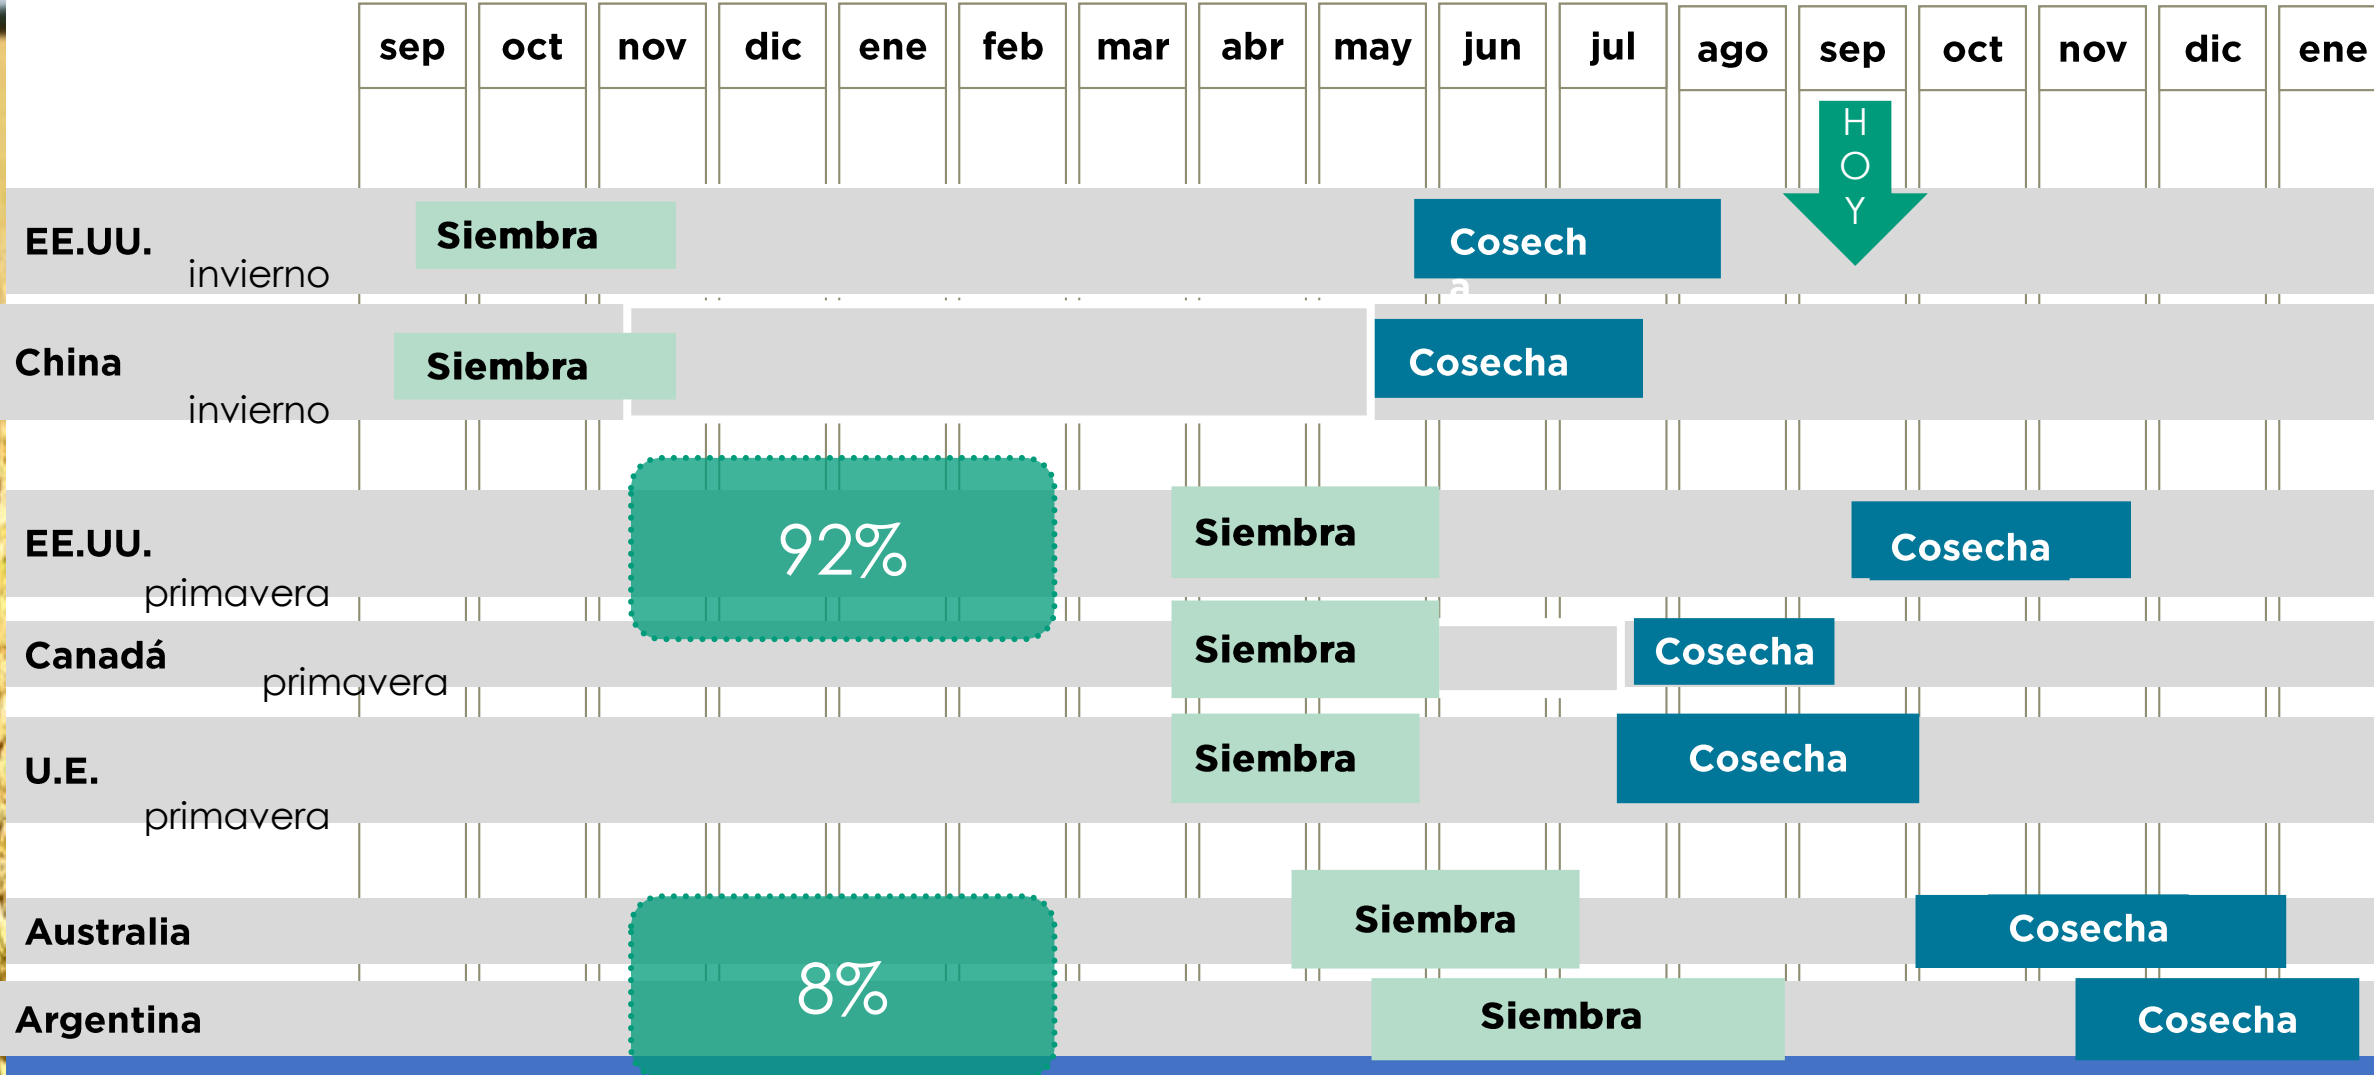 sep oct nov dic ene feb mar abr may jun jul ago sep oct nov dic ene
H
O
Y
EE.UU. Siembra Cosech
a
invierno
China Siembra Cosecha
invierno
92%
EE.UU. Siembra Cosecha
primavera
Canadá Siembra Cosecha
primavera
U.E. Siembra Cosecha
primavera
Australia Siembra Cosecha
8%
Argentina Siembra Cosecha